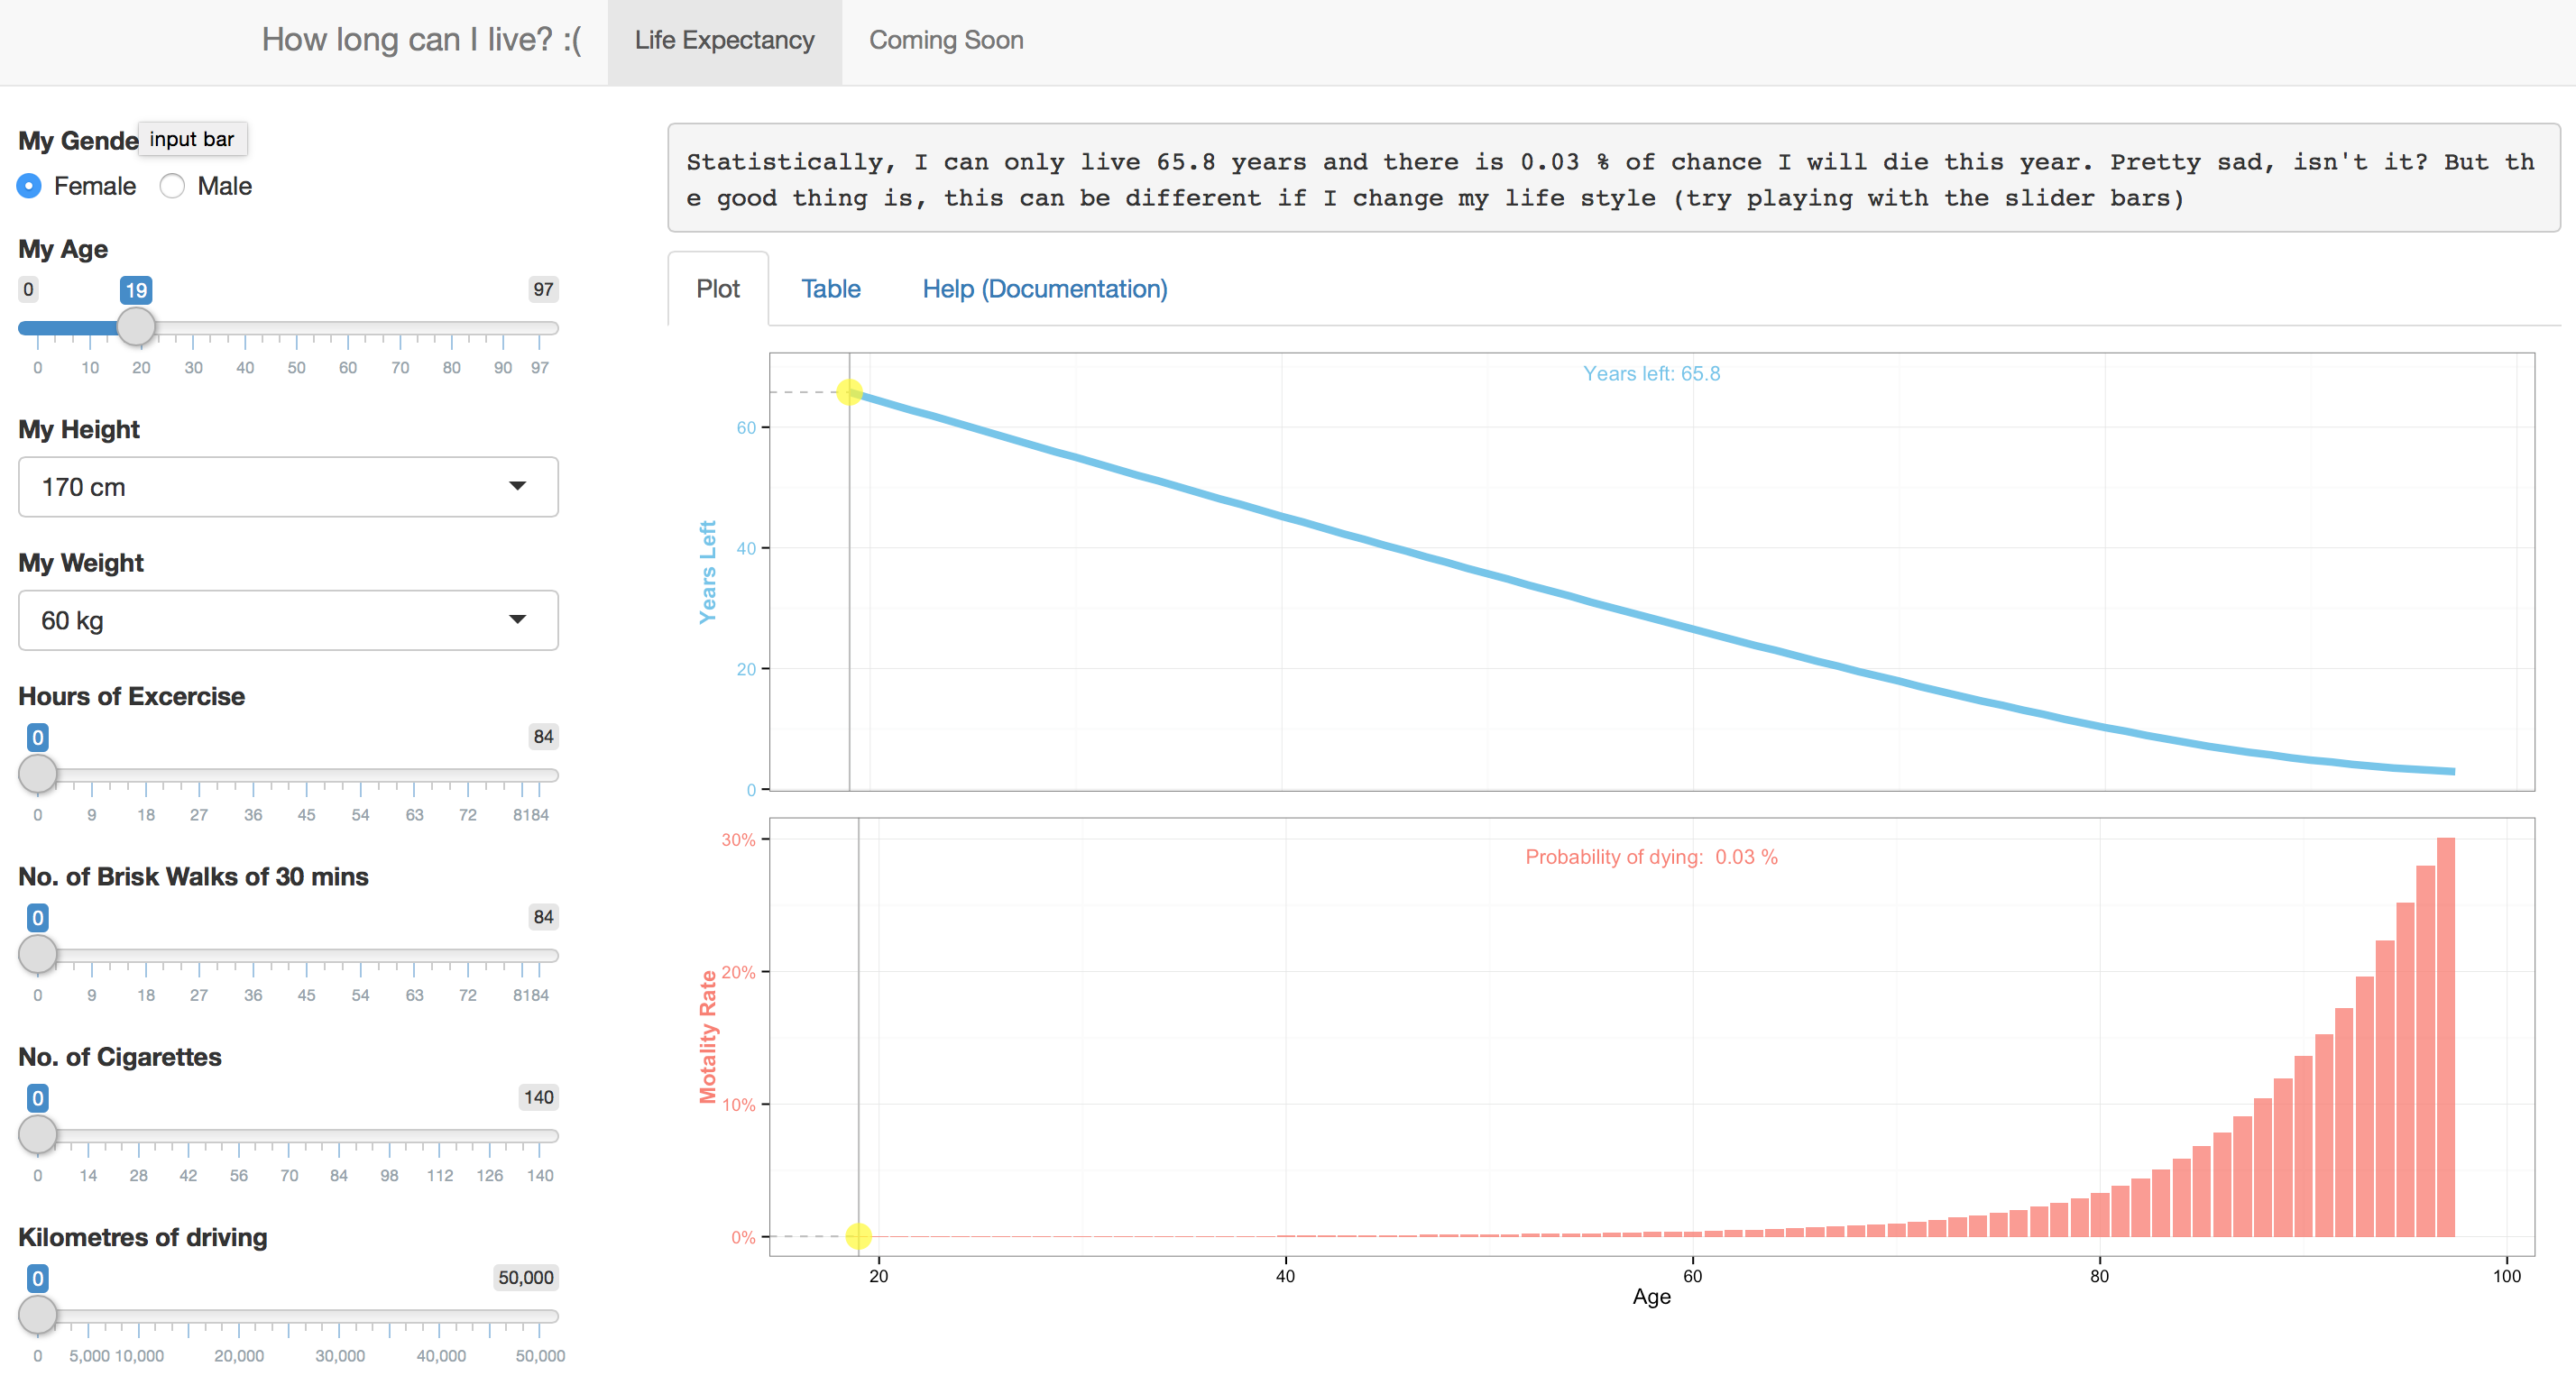 How long can I live? :(
Life Expectancy
Coming Soon
My Gende
input bar
Female
Male
My Age
0
19
97
0 10 20 30 40 50 60 70 80 90 97
My Height
170 cm
My Weight
60 kg
Hours of Excercise
0
84
0 9 18 27 36 45 54 63 72 8184
No. of Brisk Walks of 30 mins
0
84
0 9 18 27 36 45 54 63 72 8184
No. of Cigarettes
0
140
0 14 28 42 56 70 84 98 112 126 140
Kilometres of driving
0
50,000
0 5,000 10,000 20,000 30,000 40,000 50,000
Statistically, I can only live 65.8 years and there is 0.03 % of chance I will die this year. Pretty sad, isn't it? But th
e good thing is, this can be different if I change my life style (try playing with the slider bars)
Plot
Table
Help (Documentation)
Years left: 65.8
Years Left
60
40
20
0
Probability of dying: 0.03 %
Motality Rate
30%
20%
10%
0%
20 40 60 80 100
Age